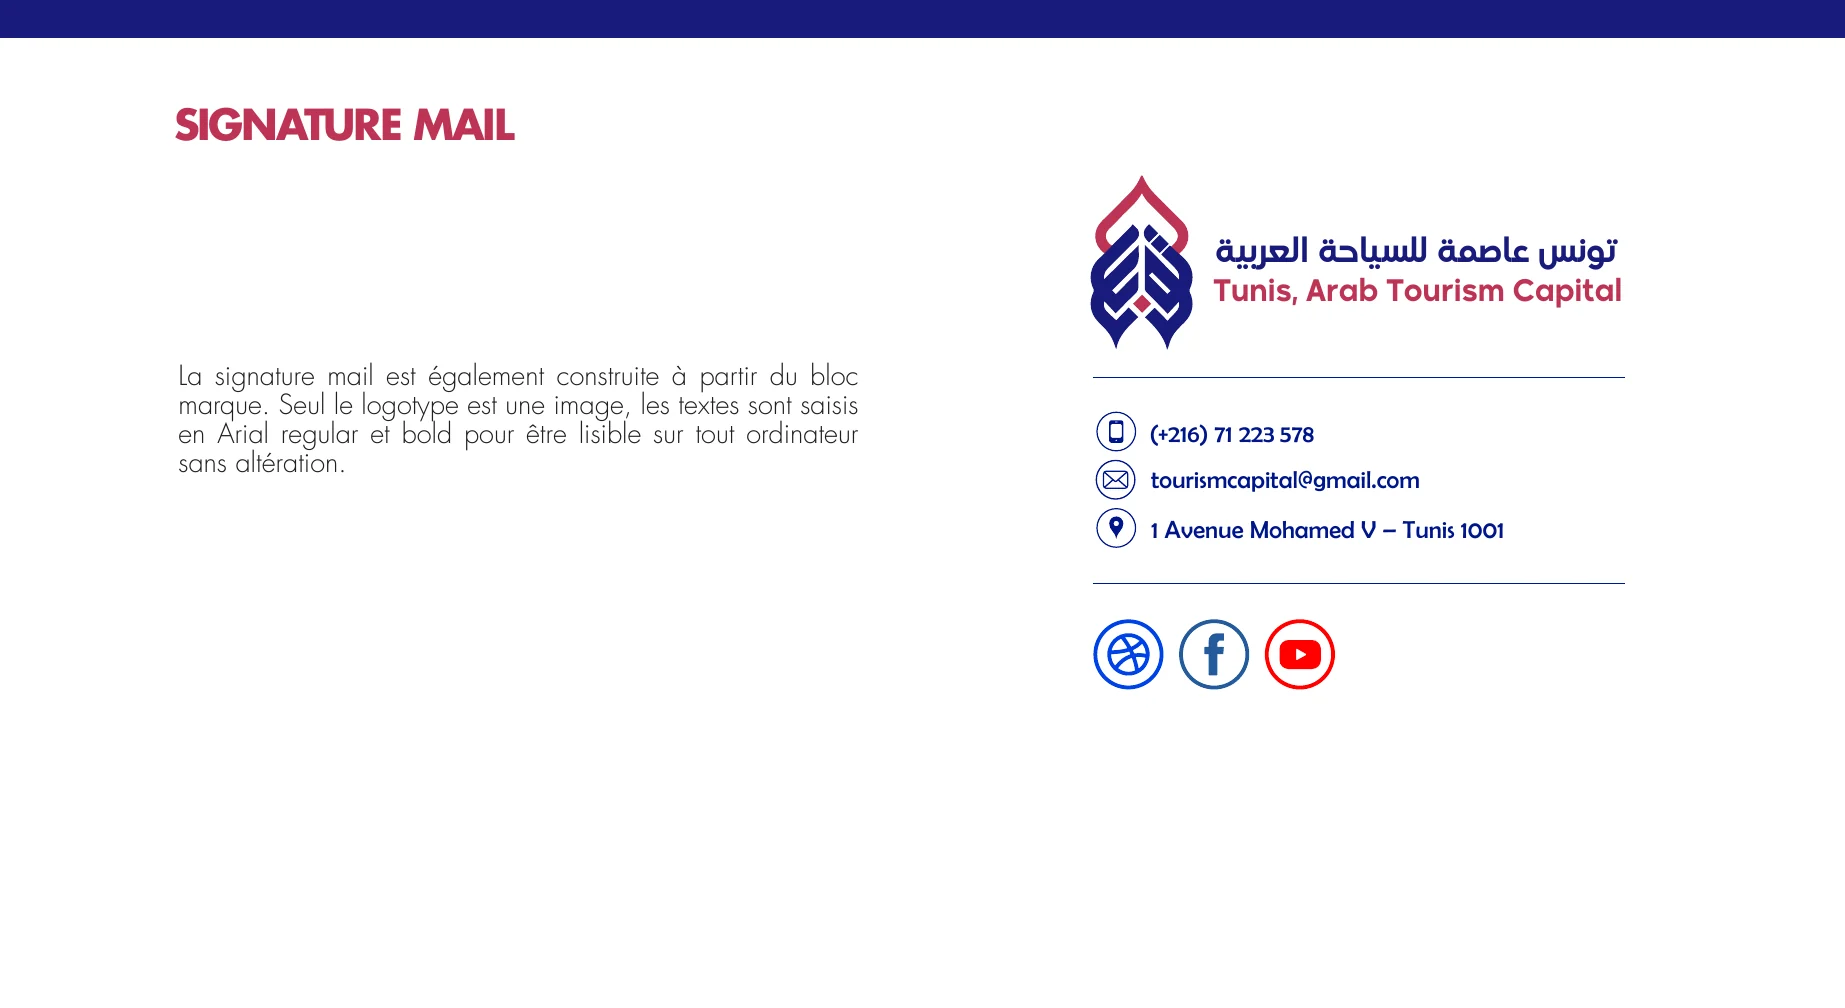 SIGNATURE MAIL
La signature mail est également construite à partir du bloc
marque. Seul le logotype est une image, les textes sont saisis
en Arial regular et bold pour être lisible sur tout ordinateur
sans altération.
تونس عاصمة للسياحة العربية
Tunis, Arab Tourism Capital
(+216) 71 223 578
tourismcapital@gmail.com
1 Avenue Mohamed V – Tunis 1001